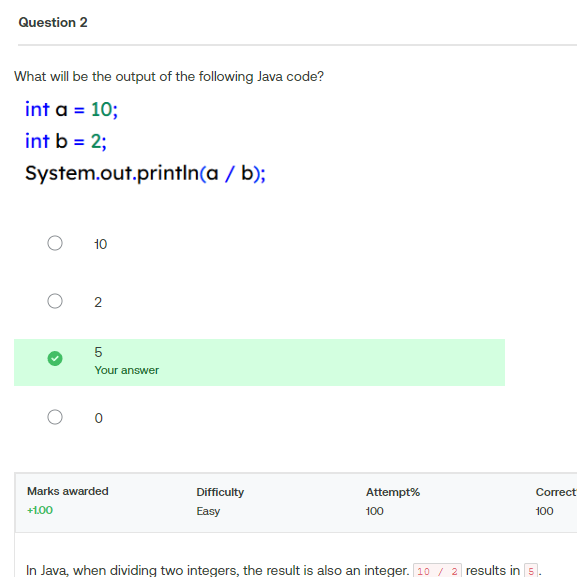 Question 2
What will be the output of the following Java code?
int a = 10;
int b = 2;
System.out.println(a / b);
10
2
5
Your answer
0
Marks awarded Difficulty Attempt% Correct
+1.00 Easy 100 100
In Java, when dividing two integers, the result is also an integer. 10 / 2 results in 5.